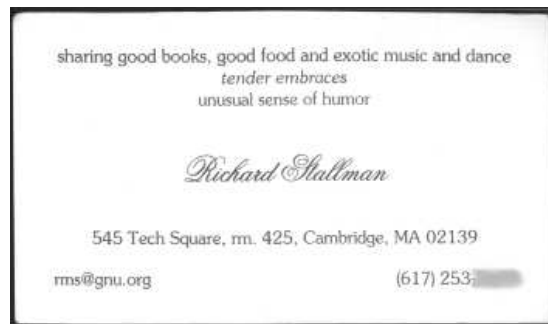 sharing good books, good food and exotic music and dance
tender embraces
unusual sense of humor
Richard Stallman
545 Tech Square, rm. 425, Cambridge, MA 02139
rms@gnu.org (617) 253-